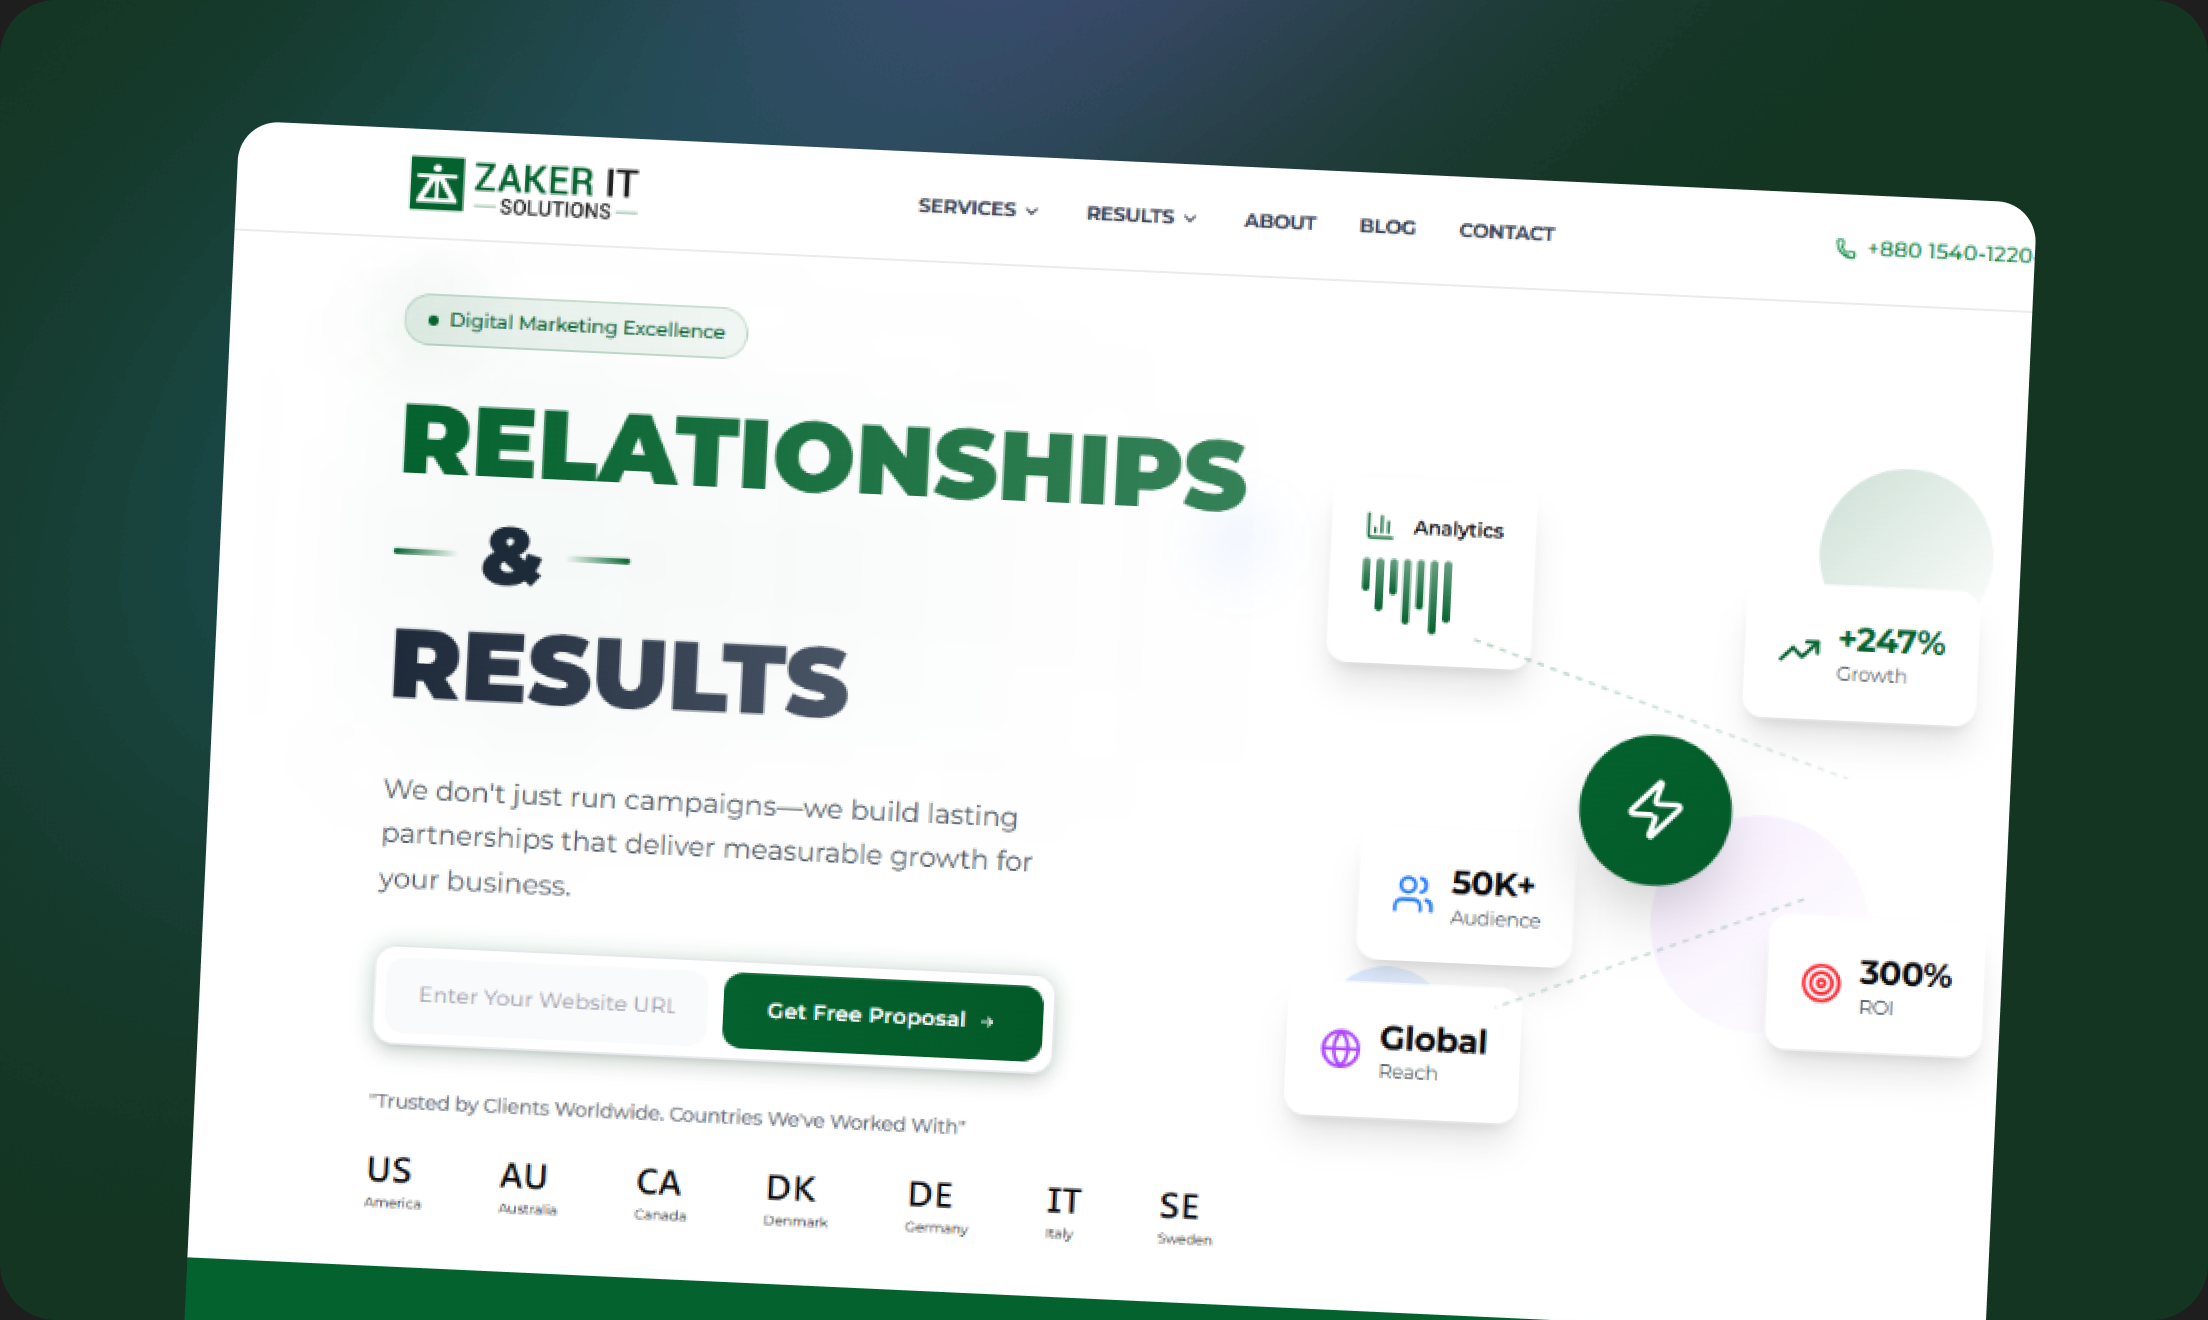 ZAKER IT
SOLUTIONS
SERVICES
RESULTS
ABOUT
BLOG
CONTACT
+880 1540-1220
Digital Marketing Excellence
RELATIONSHIPS
&
RESULTS
We don't just run campaigns—we build lasting
partnerships that deliver measurable growth for
your business.
Enter Your Website URL
Get Free Proposal →
"Trusted by Clients Worldwide. Countries We've Worked With"
US
America
AU
Australia
CA
Canada
DK
Denmark
DE
Germany
IT
Italy
SE
Sweden
Analytics
+247%
Growth
50K+
Audience
300%
ROI
Global
Reach